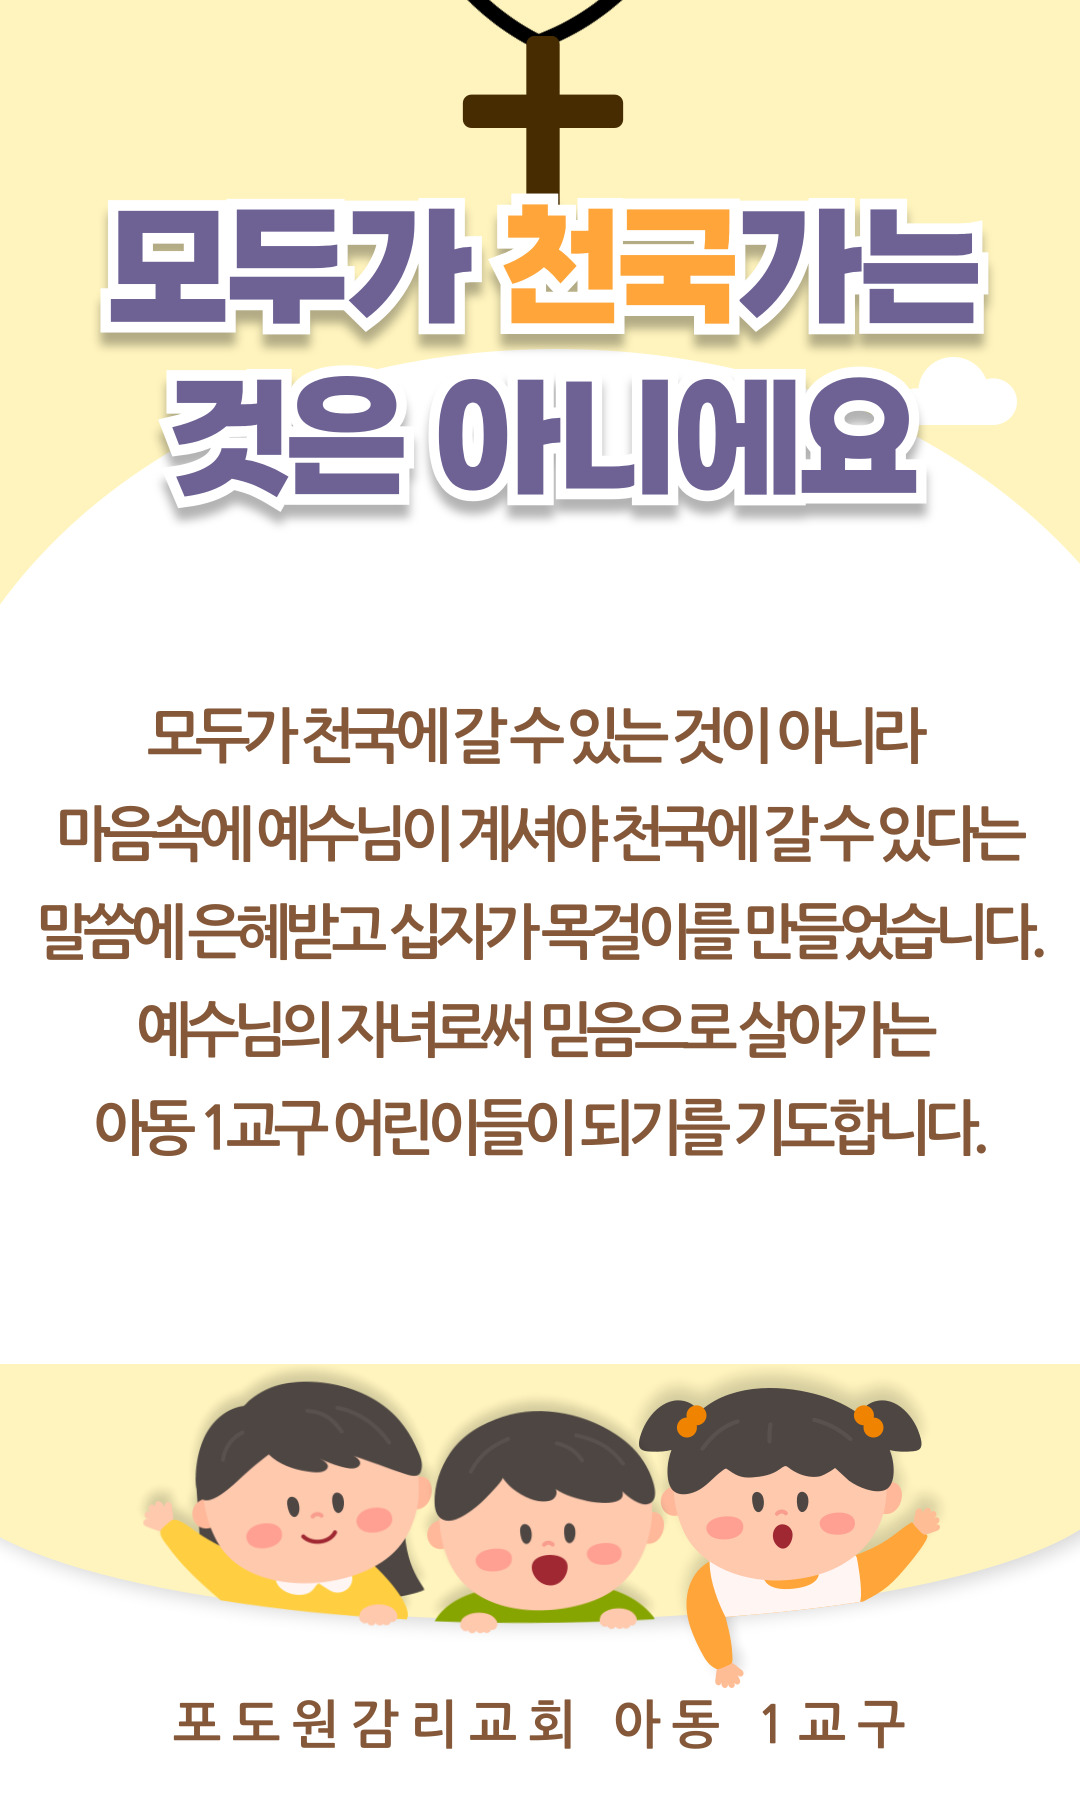 모두가 천국가는
것은 아니에요
모두가 천국에 갈 수 있는 것이 아니라
마음속에 예수님이 계셔야 천국에 갈 수 있다는
말씀에 은혜받고 십자가 목걸이를 만들었습니다.
예수님의 자녀로써 믿음으로 살아가는
아동 1교구 어린이들이 되기를 기도합니다.
포도원감리교회 아동 1교구